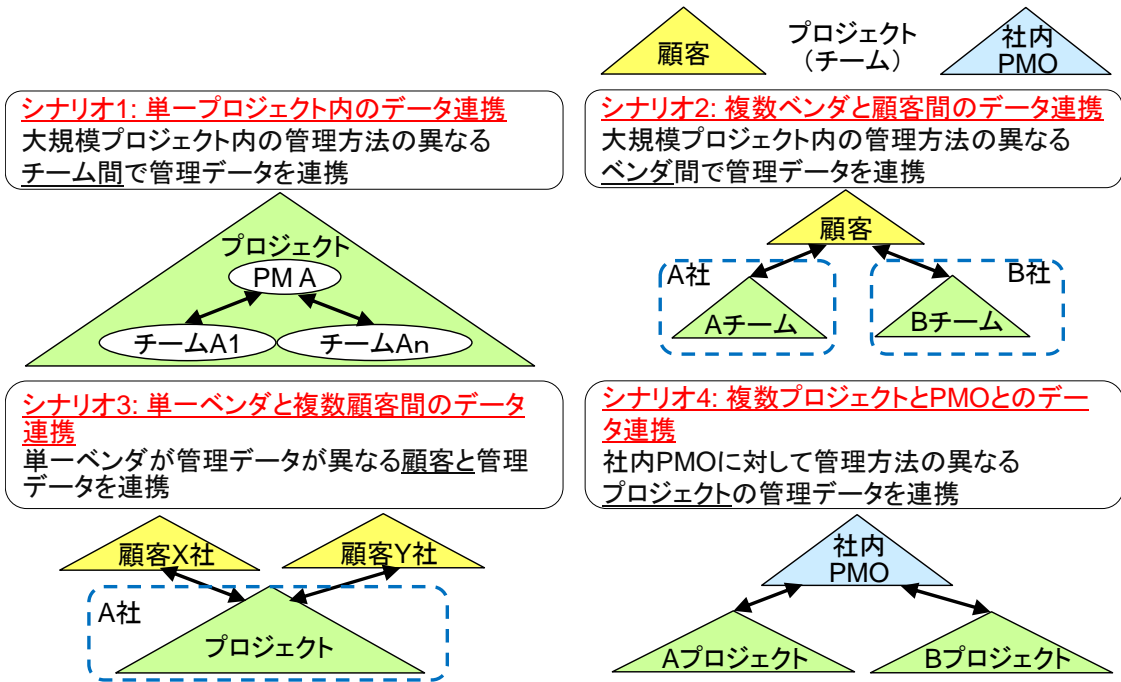 顧客
プロジェクト
（チーム）
社内
PMO
シナリオ1: 単一プロジェクト内のデータ連携
大規模プロジェクト内の管理方法の異なる
チーム間で管理データを連携
プロジェクト
PM A
チームA1
チームAn
シナリオ2: 複数ベンダと顧客間のデータ連携
大規模プロジェクト内の管理方法の異なる
ベンダ間で管理データを連携
顧客
A社
B社
Aチーム
Bチーム
シナリオ3: 単一ベンダと複数顧客間のデータ
連携
単一ベンダが管理データが異なる顧客と管理
データを連携
顧客X社
顧客Y社
A社
プロジェクト
シナリオ4: 複数プロジェクトとPMOとのデー
タ連携
社内PMOに対して管理方法の異なる
プロジェクトの管理データを連携
社内
PMO
Aプロジェクト
Bプロジェクト